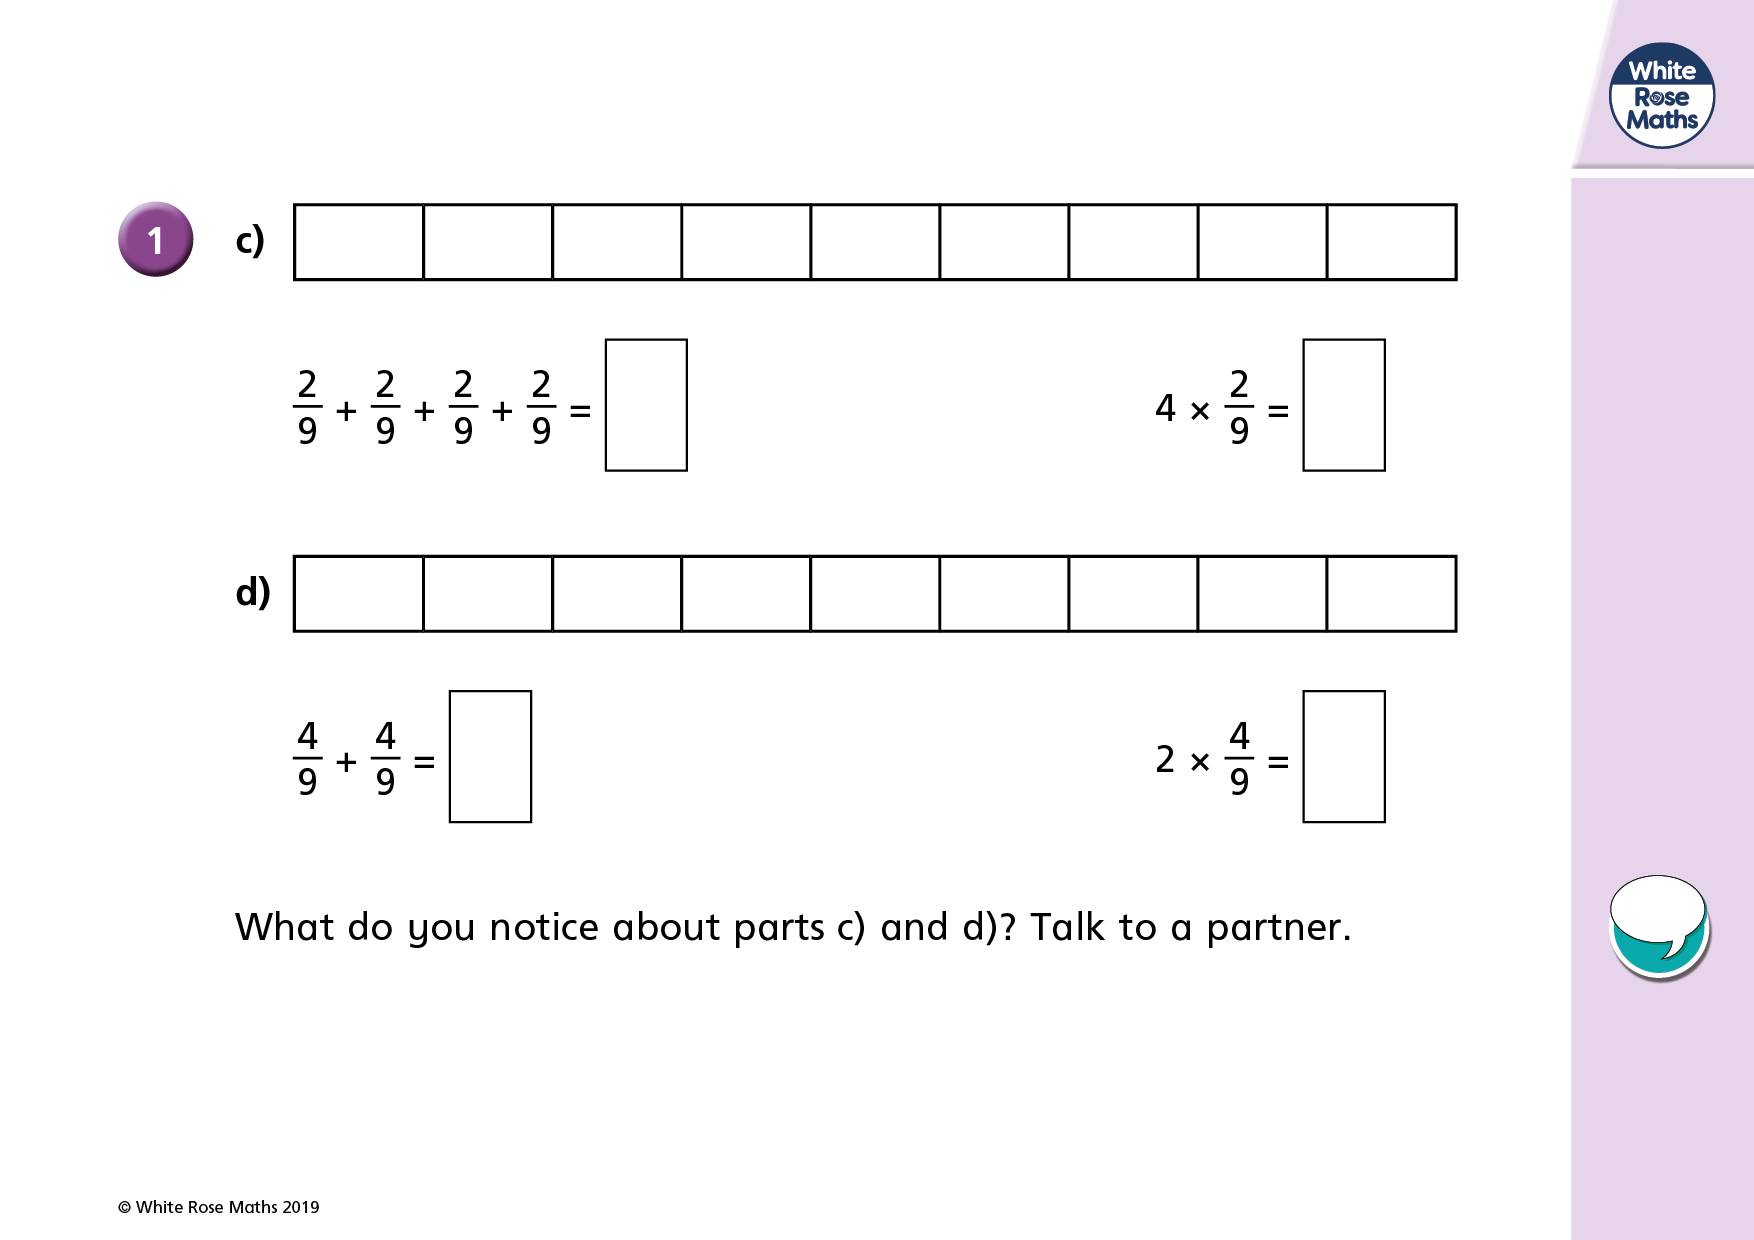 White
Rose
Maths
1 c)
2/9 + 2/9 + 2/9 + 2/9 = 4 × 2/9 =
d)
4/9 + 4/9 = 2 × 4/9 =
What do you notice about parts c) and d)? Talk to a partner.
© White Rose Maths 2019